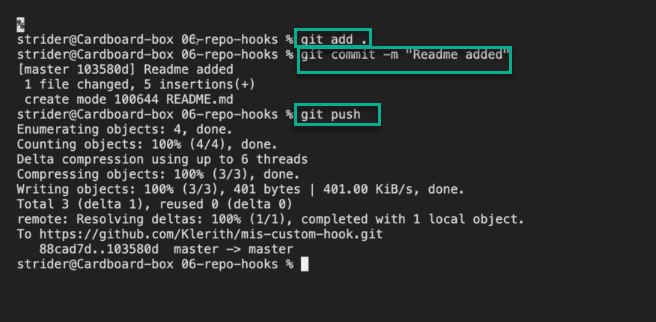 %
strider@Cardboard-box 06-repo-hooks % git add .
strider@Cardboard-box 06-repo-hooks % git commit -m "Readme added"
[master 103580d] Readme added
 1 file changed, 5 insertions(+)
 create mode 100644 README.md
strider@Cardboard-box 06-repo-hooks % git push
Enumerating objects: 4, done.
Counting objects: 100% (4/4), done.
Delta compression using up to 6 threads
Compressing objects: 100% (3/3), done.
Writing objects: 100% (3/3), 401 bytes | 401.00 KiB/s, done.
Total 3 (delta 1), reused 0 (delta 0)
remote: Resolving deltas: 100% (1/1), completed with 1 local object.
To https://github.com/Klerith/mis-custom-hook.git
   88cad7d..103580d  master -> master
strider@Cardboard-box 06-repo-hooks %